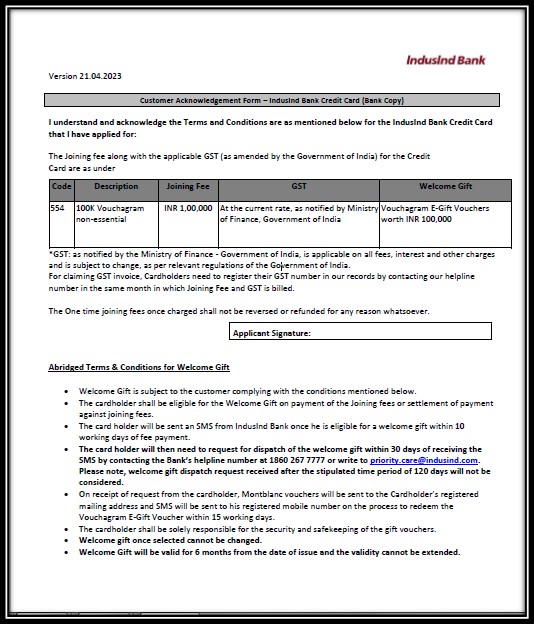 IndusInd Bank
Version 21.04.2023
Customer Acknowledgement Form – IndusInd Bank Credit Card (Bank Copy)
I understand and acknowledge the Terms and Conditions are as mentioned below for the IndusInd Bank Credit Card
that I have applied for:
The Joining fee along with the applicable GST (as amended by the Government of India) for the Credit
Card are as under
Code Description Joining Fee GST Welcome Gift
554 100K Vouchagram INR 1,00,000 At the current rate, as notified by Ministry Vouchagram E-Gift Vouchers
non-essential of Finance, Government of India worth INR 100,000
*GST: as notified by the Ministry of Finance - Government of India, is applicable on all fees, interest and other charges
and is subject to change, as per relevant regulations of the Government of India.
For claiming GST invoice, Cardholders need to register their GST number in our records by contacting our helpline
number in the same month in which Joining Fee and GST is billed.
The One time joining fees once charged shall not be reversed or refunded for any reason whatsoever.
Applicant Signature:
Abridged Terms & Conditions for Welcome Gift
• Welcome Gift is subject to the customer complying with the conditions mentioned below.
• The cardholder shall be eligible for the Welcome Gift on payment of the Joining fees or settlement of payment
against joining fees.
• The card holder will be sent an SMS from IndusInd Bank once he is eligible for a welcome gift within 10
working days of fee payment.
• The card holder will then need to request for dispatch of the welcome gift within 30 days of receiving the
SMS by contacting the Bank's helpline number at 1860 267 7777 or write to priority.care@indusind.com.
Please note, welcome gift dispatch request received after the stipulated time period of 120 days will not be
considered.
• On receipt of request from the cardholder, Montblanc vouchers will be sent to the Cardholder's registered
mailing address and SMS will be sent to his registered mobile number on the process to redeem the
Vouchagram E-Gift Voucher within 15 working days.
• The cardholder shall be solely responsible for the security and safekeeping of the gift vouchers.
• Welcome gift once selected cannot be changed.
• Welcome Gift will be valid for 6 months from the date of issue and the validity cannot be extended.